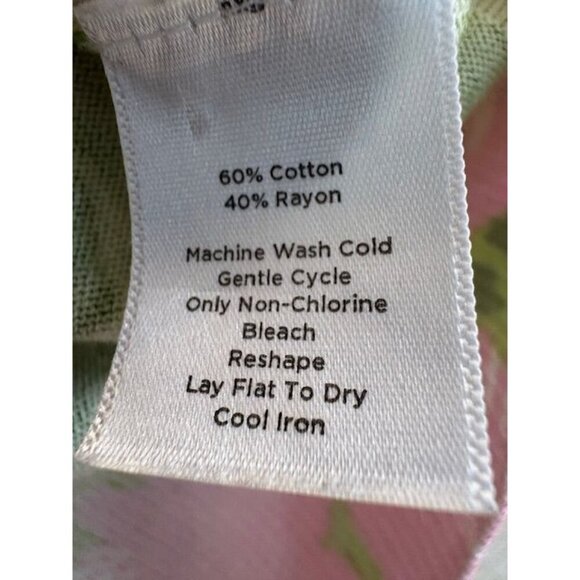 60% Cotton
40% Rayon
Machine Wash Cold
Gentle Cycle
Only Non-Chlorine
Bleach
Reshape
Lay Flat To Dry
Cool Iron